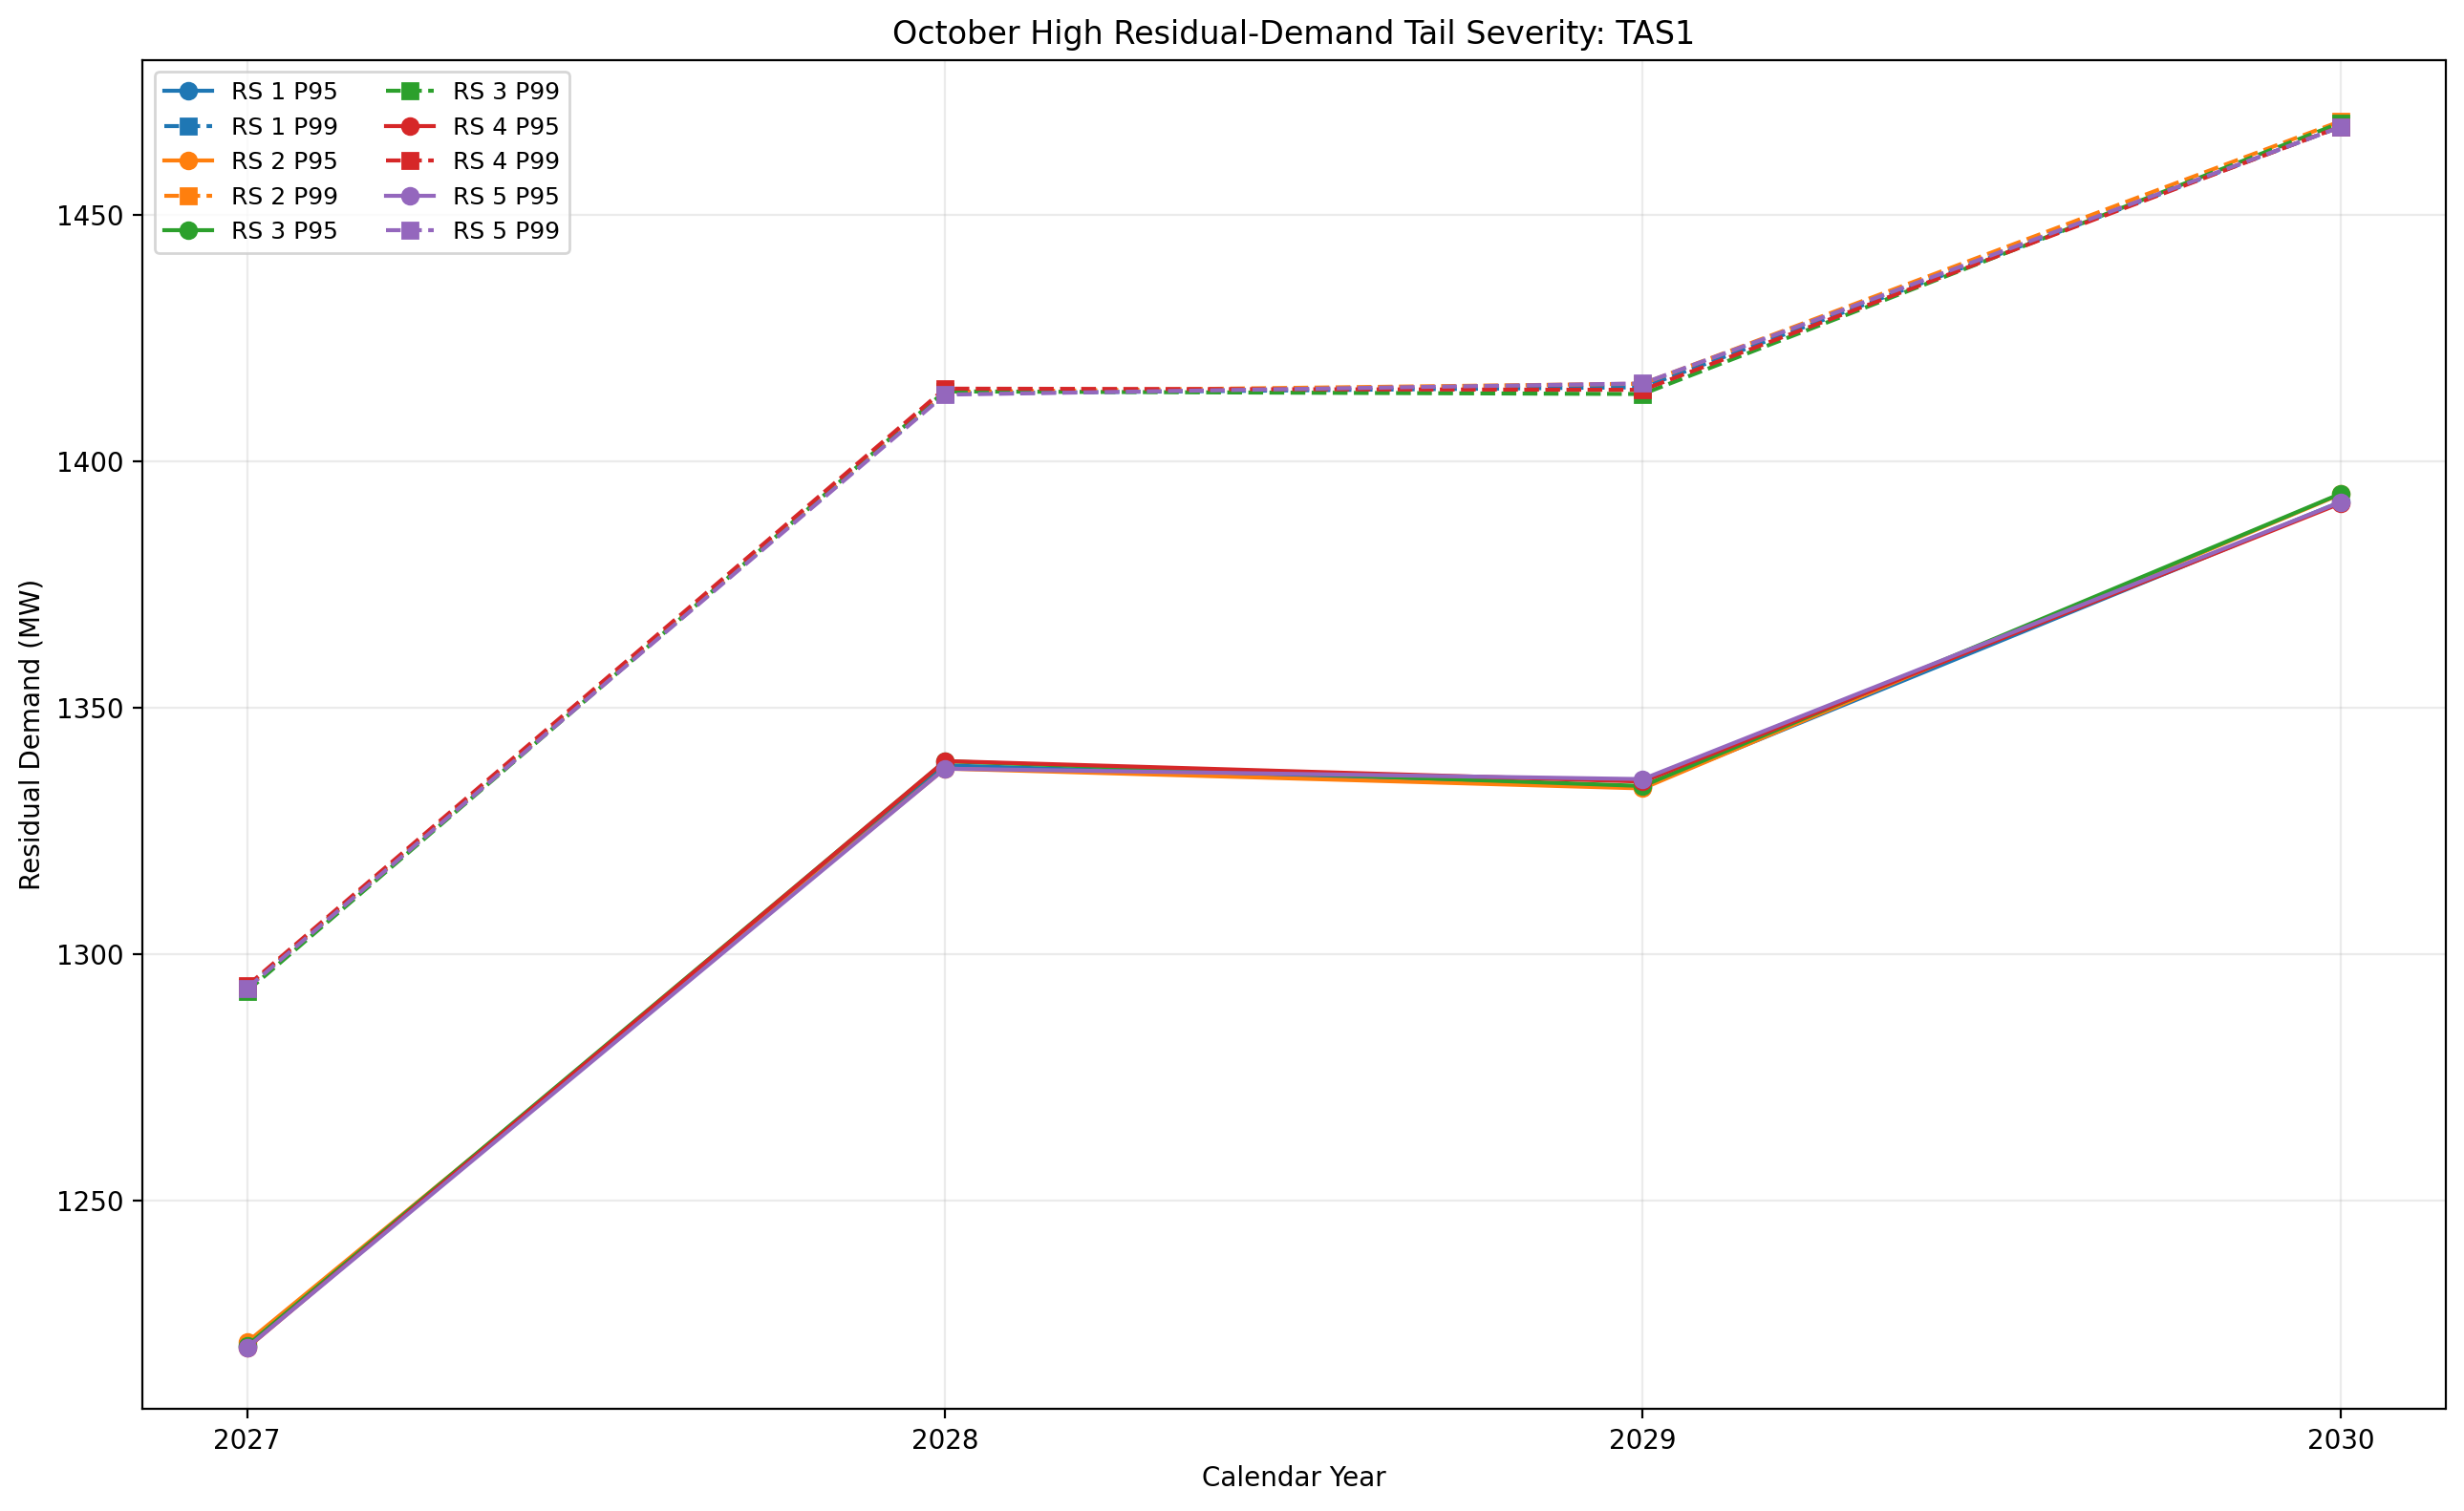 October High Residual-Demand Tail Severity: TAS1
RS 1 P95
RS 1 P99
RS 2 P95
RS 2 P99
RS 3 P95
RS 3 P99
RS 4 P95
RS 4 P99
RS 5 P95
RS 5 P99
Residual Demand (MW)
1450
1400
1350
1300
1250
2027
2028
2029
2030
Calendar Year